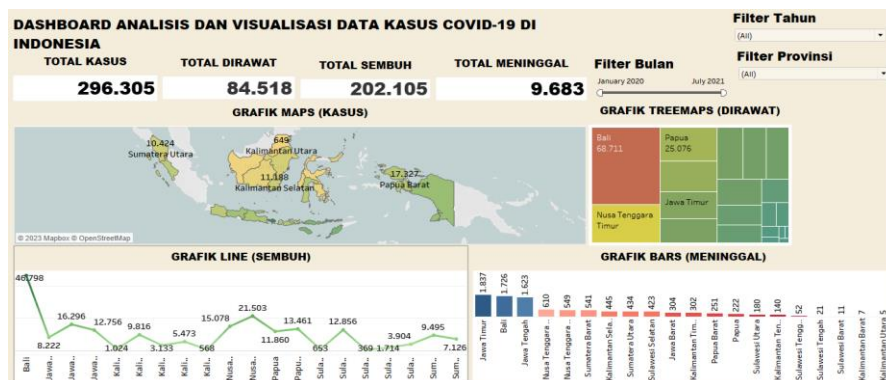 DASHBOARD ANALISIS DAN VISUALISASI DATA KASUS COVID-19 DI
INDONESIA
Filter Tahun
(All)
TOTAL KASUS
TOTAL DIRAWAT
TOTAL SEMBUH
TOTAL MENINGGAL
296.305
84.518
202.105
9.683
Filter Bulan
January 2020
July 2021
Filter Provinsi
(All)
GRAFIK MAPS (KASUS)
10.424
Sumatera Utara
649
Kalimantan Utara
11.188
Kalimantan Selatan
17.327
Papua Barat
© 2023 Mapbox © OpenStreetMap
GRAFIK TREEMAPS (DIRAWAT)
Bali
68.711
Papua
25.076
Nusa Tenggara
Timur
Jawa Timur
GRAFIK LINE (SEMBUH)
46.798
8.222
16.296
12.756
1.024
9.816
3.133
5.473
568
15.078
21.503
11.860
13.461
653
12.856
369
1.714
3.904
9.495
7.126
Bali
Jawa..
Jawa..
Jawa..
Kali..
Kali..
Kali..
Kali..
Kali..
Nusa..
Nusa..
Papua
Papu..
Sula..
Sula..
Sula..
Sula..
Sula..
Sum..
Sum..
GRAFIK BARS (MENINGGAL)
1.837
1.726
1.623
610
549
541
445
434
423
304
302
251
222
180
140
52
21
11
7
5
Jawa Timur
Bali
Jawa Tengah
Nusa Tenggara..
Nusa Tenggara..
Sumatera Barat
Kalimantan Sela..
Sumatera Utara
Sulawesi Selatan
Jawa Barat
Kalimantan Tim..
Papua Barat
Papua
Sulawesi Utara
Kalimantan Ten..
Sulawesi Tengg..
Sulawesi Tengah
Sulawesi Barat
Kalimantan Barat
Kalimantan Utara